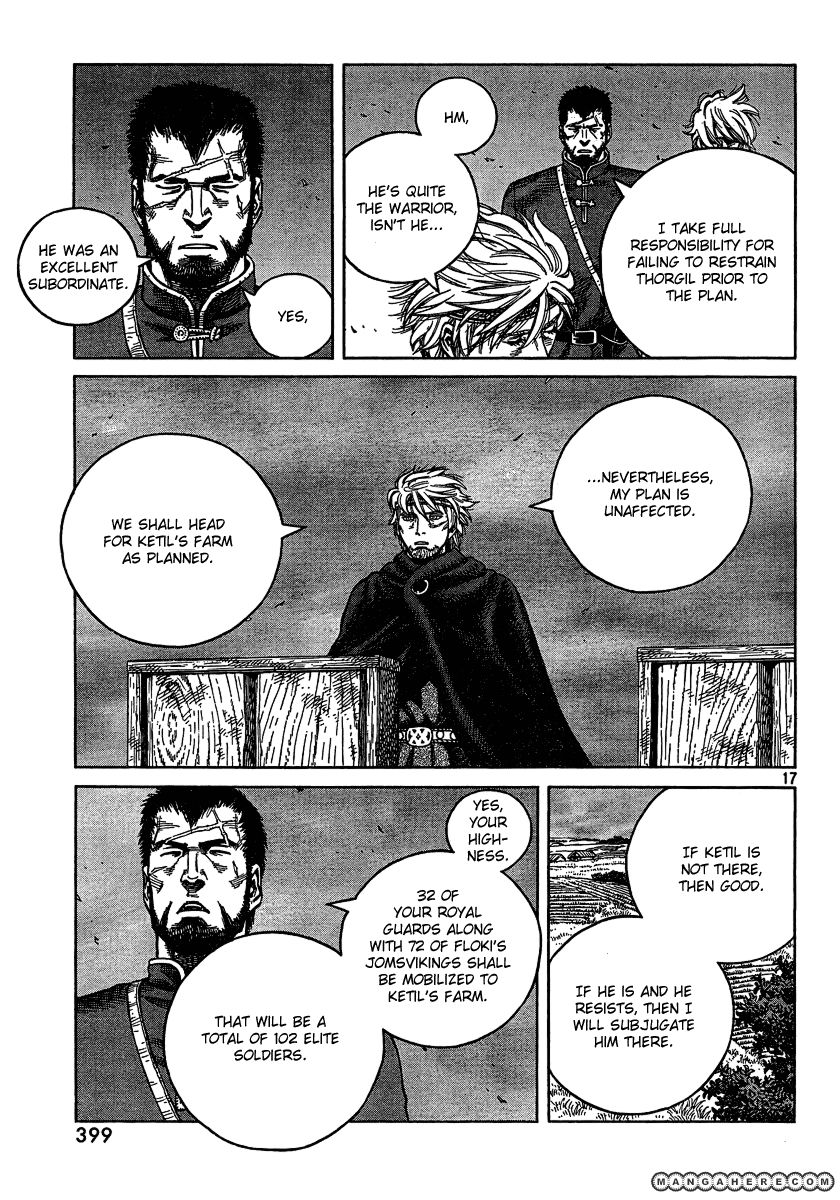 I TAKE FULL
RESPONSIBILITY FOR
FAILING TO RESTRAIN
THORGIL PRIOR TO
THE PLAN.
HM,
HE'S QUITE
THE WARRIOR,
ISN'T HE...
YES,
HE WAS AN
EXCELLENT
SUBORDINATE.
...NEVERTHELESS,
MY PLAN IS
UNAFFECTED.
WE SHALL HEAD
FOR KETIL'S FARM
AS PLANNED.
17
IF KETIL IS
NOT THERE,
THEN GOOD.
IF HE IS AND HE
RESISTS, THEN I
WILL SUBJUGATE
HIM THERE.
YES,
YOUR
HIGH-
NESS.
32 OF
YOUR ROYAL
GUARDS ALONG
WITH 72 OF FLOKI'S
JOMSVIKINGS SHALL
BE MOBILIZED TO
KETIL'S FARM.
THAT WILL BE A
TOTAL OF 102 ELITE
SOLDIERS.
399
MANGAHERE.COM